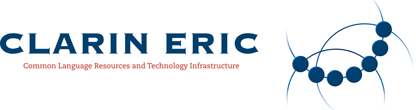 CLARIN ERIC
Common Language Resources and Technology Infrastructure